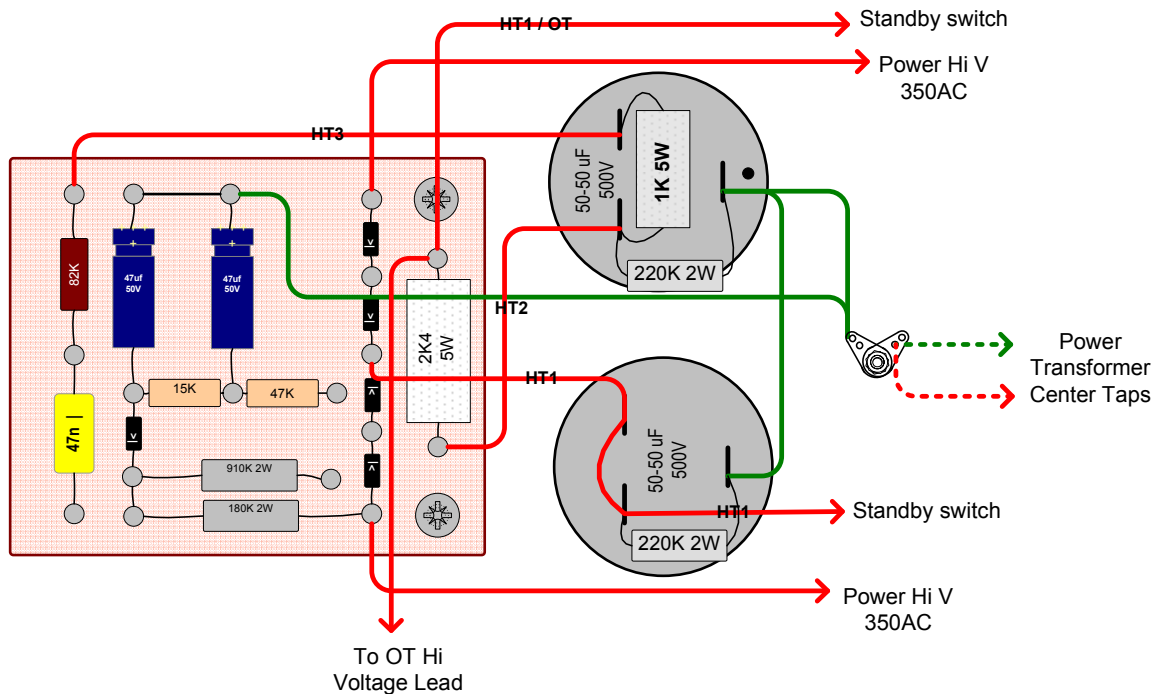 HT1 / OT
Standby switch
Power Hi V
350AC
HT3
50-50 uF
500V
1K 5W
220K 2W
82K
+
47uf
50V
+
47uf
50V
2K4
5W
HT2
Power
Transformer
Center Taps
HT1
15K
47K
47n |
50-50 uF
500V
910K 2W
180K 2W
HT1
Standby switch
220K 2W
Power Hi V
350AC
To OT Hi
Voltage Lead